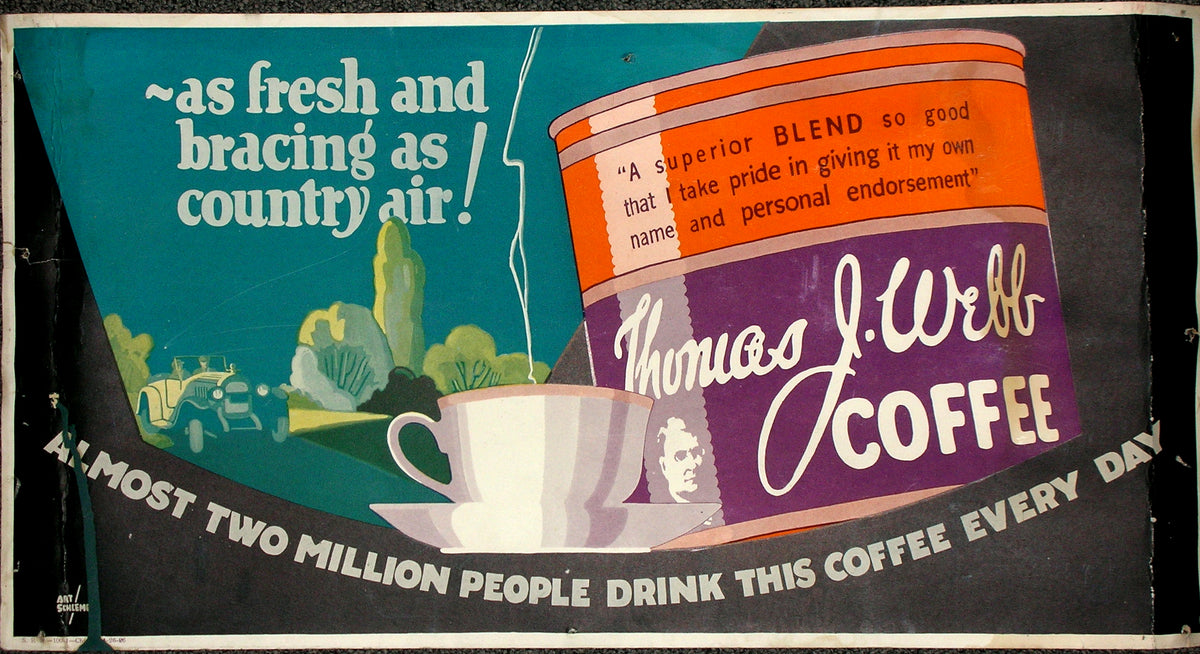 ~as fresh and
bracing as
country air!
"A superior BLEND so good
that I take pride in giving it my own
name and personal endorsement"
Thomas J. Webb
COFFEE
ALMOST TWO MILLION PEOPLE DRINK THIS COFFEE EVERY DAY
ART